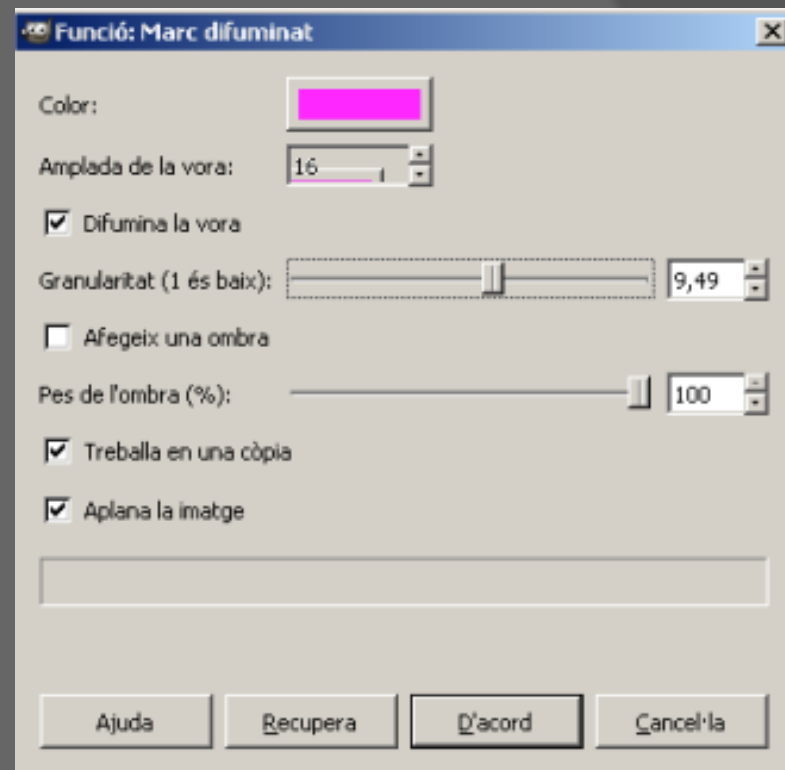 Funció: Marc difuminat
Color:
Amplada de la vora: 16
Difumina la vora
Granularitat (1 és baix): 9,49
Afegeix una ombra
Pes de l'ombra (%): 100
Treballa en una còpia
Aplana la imatge
Ajuda Recupera D'acord Cancel·la